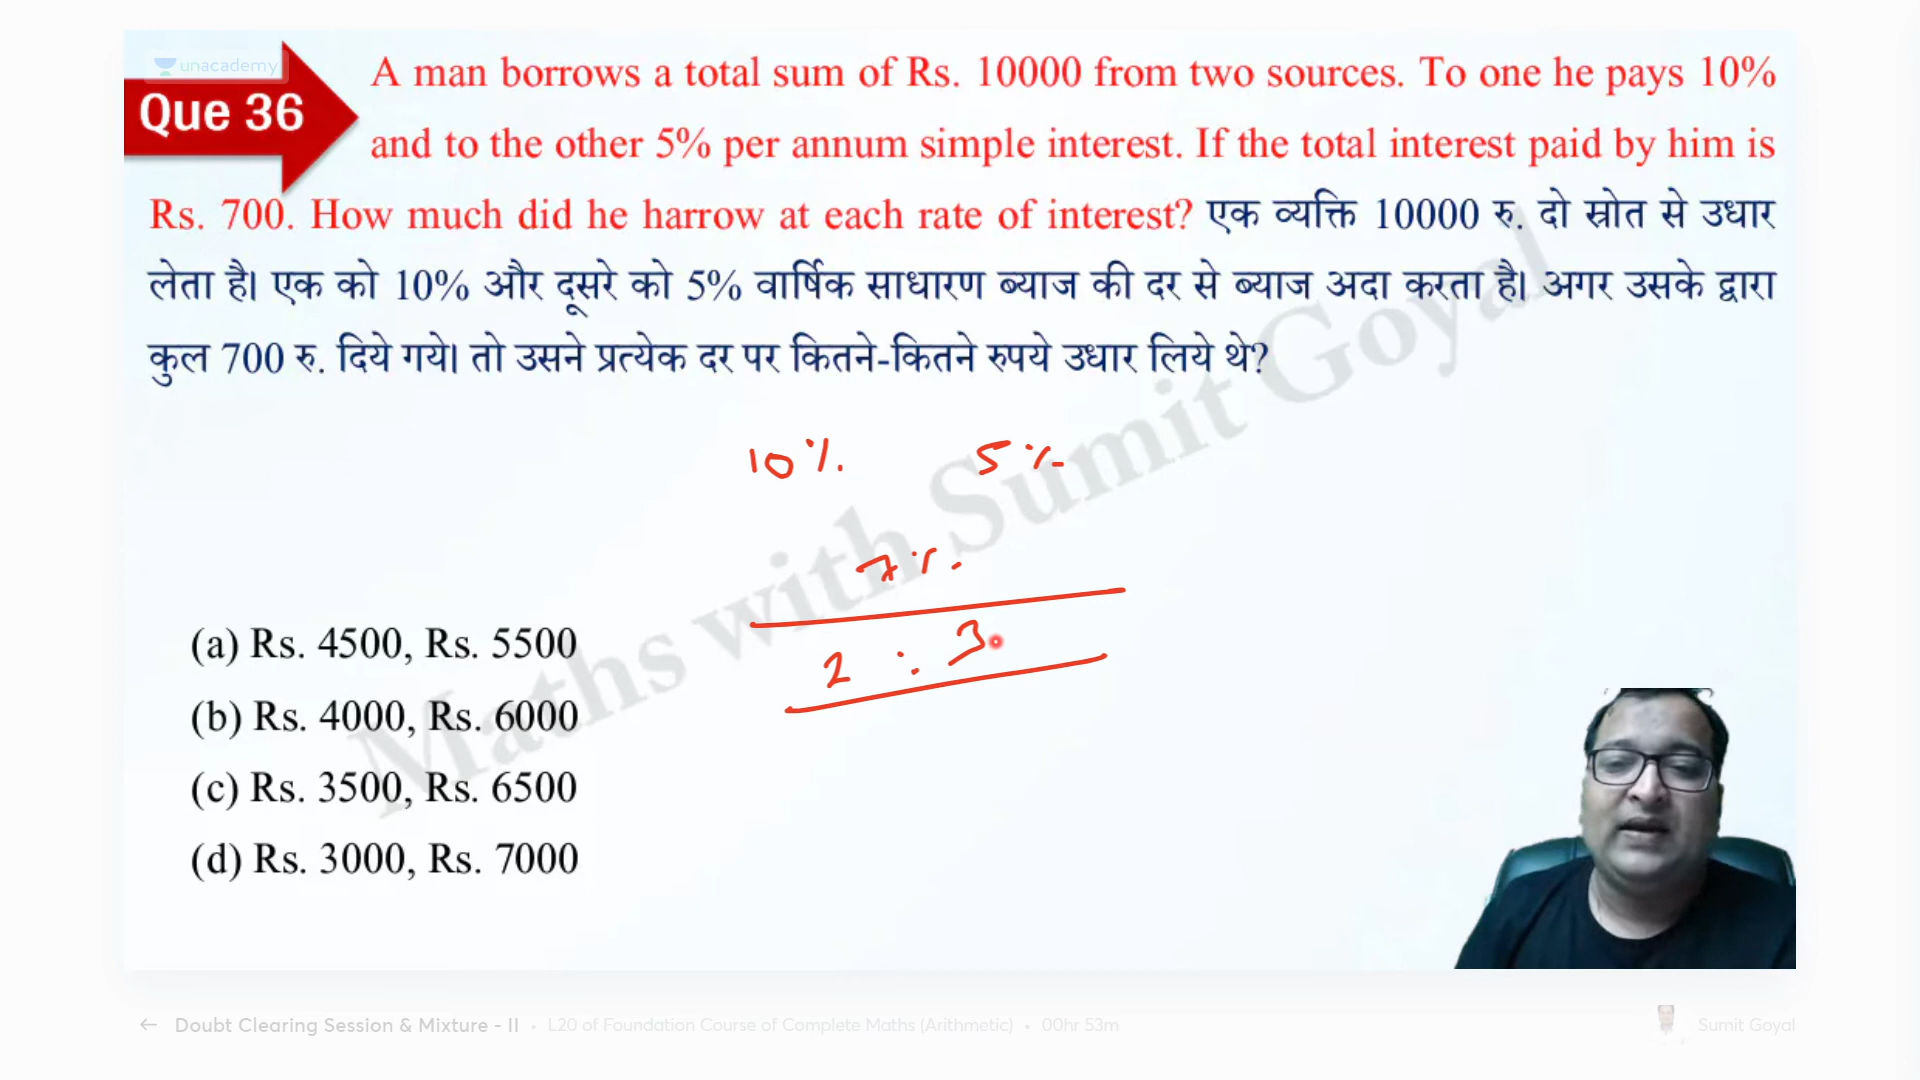 unacademy
Que 36
A man borrows a total sum of Rs. 10000 from two sources. To one he pays 10%
and to the other 5% per annum simple interest. If the total interest paid by him is
Rs. 700. How much did he harrow at each rate of interest? एक व्यक्ति 10000 रु. दो स्रोत से उधार
लेता है। एक को 10% और दूसरे को 5% वार्षिक साधारण ब्याज की दर से ब्याज अदा करता है। अगर उसके द्वारा
कुल 700 रु. दिये गये। तो उसने प्रत्येक दर पर कितने-कितने रुपये उधार लिये थे?
10% 5%
7%
2 : 3
(a) Rs. 4500, Rs. 5500
(b) Rs. 4000, Rs. 6000
(c) Rs. 3500, Rs. 6500
(d) Rs. 3000, Rs. 7000
Maths with Sumit Goyal
← Doubt Clearing Session & Mixture - II • L20 of Foundation Course of Complete Maths (Arithmetic) • 00hr 53m
Sumit Goyal